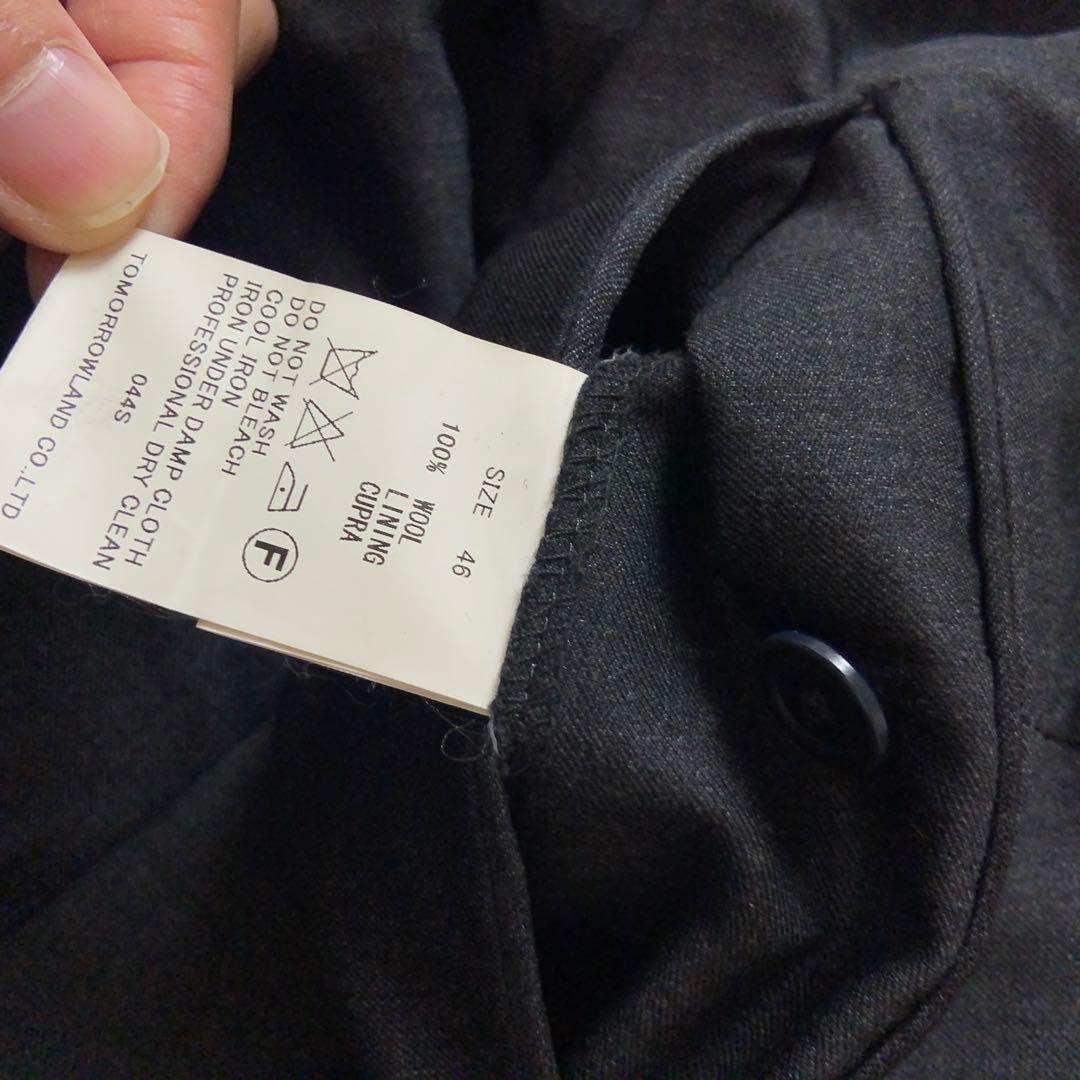 SIZE 46
100% WOOL
LINING
CUPRA
F
DO NOT WASH
DO NOT BLEACH
COOL IRON
IRON UNDER DAMP CLOTH
PROFESSIONAL DRY CLEAN
044S
TOMORROWLAND CO.,LTD